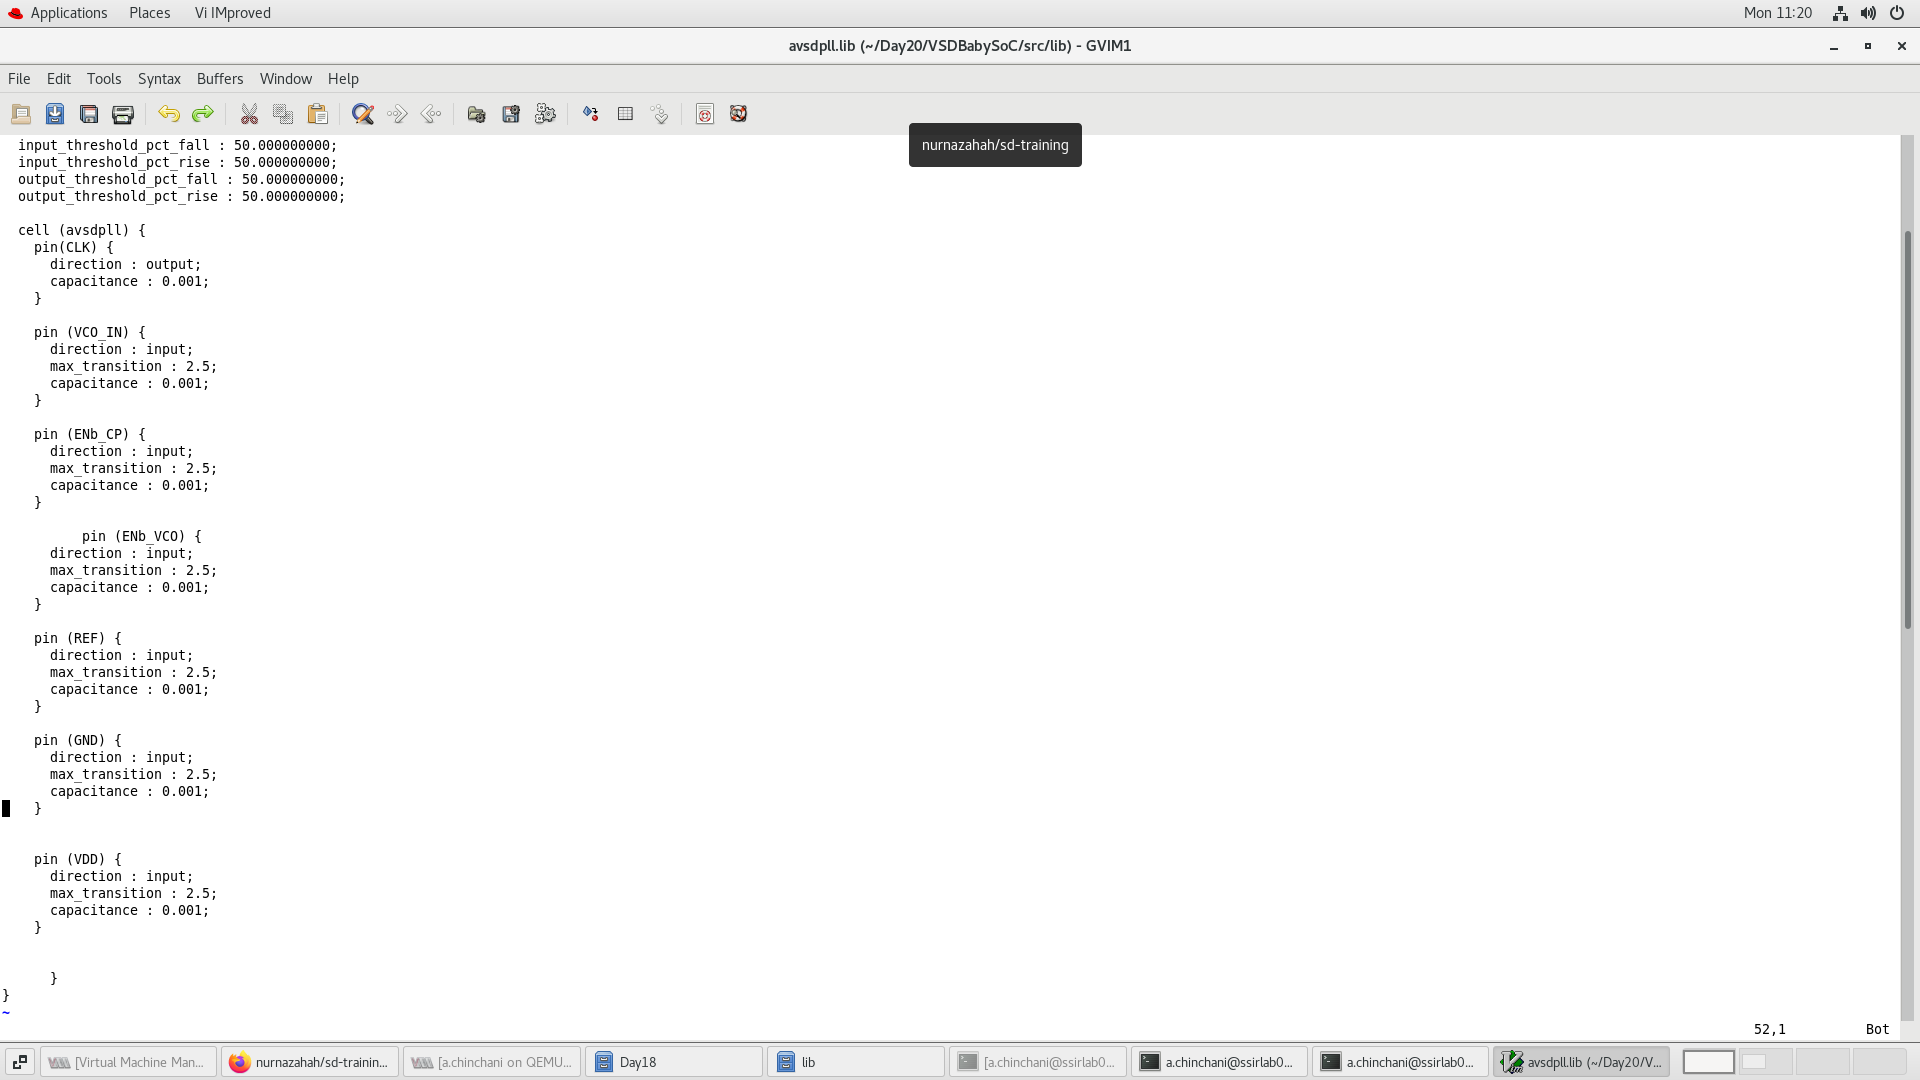 Applications Places Vi IMproved Mon 11:20
avsdpll.lib (~/Day20/VSDBabySoC/src/lib) - GVIM1
File Edit Tools Syntax Buffers Window Help
nurnazahah/sd-training
input_threshold_pct_fall : 50.000000000;
input_threshold_pct_rise : 50.000000000;
output_threshold_pct_fall : 50.000000000;
output_threshold_pct_rise : 50.000000000;
cell (avsdpll) {
pin(CLK) {
direction : output;
capacitance : 0.001;
}
pin (VCO_IN) {
direction : input;
max_transition : 2.5;
capacitance : 0.001;
}
pin (ENb_CP) {
direction : input;
max_transition : 2.5;
capacitance : 0.001;
}
pin (ENb_VCO) {
direction : input;
max_transition : 2.5;
capacitance : 0.001;
}
pin (REF) {
direction : input;
max_transition : 2.5;
capacitance : 0.001;
}
pin (GND) {
direction : input;
max_transition : 2.5;
capacitance : 0.001;
}
pin (VDD) {
direction : input;
max_transition : 2.5;
capacitance : 0.001;
}
}
}
~
52,1 Bot
[Virtual Machine Man... nurnazahah/sd-trainin... [a.chinchani on QEMU... Day18 lib [a.chinchani@ssirlab0... a.chinchani@ssirlab0... a.chinchani@ssirlab0... avsdpll.lib (~/Day20/V...